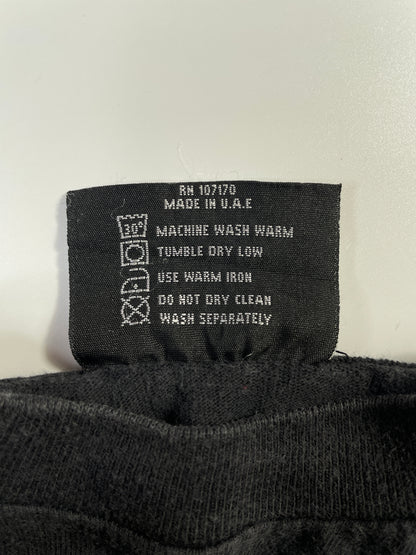 RN 107170
MADE IN U.A.E
30° MACHINE WASH WARM
TUMBLE DRY LOW
USE WARM IRON
DO NOT DRY CLEAN
WASH SEPARATELY